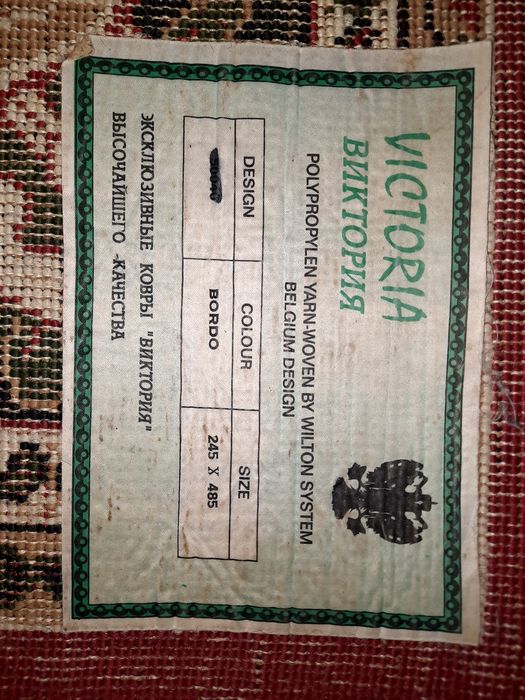 VICTORIA
ВИКТОРИЯ
POLYPROPYLEN YARN-WOVEN BY WILTON SYSTEM
BELGIUM DESIGN
DESIGN COLOUR SIZE
BORDO 245 X 485
ЭКСКЛЮЗИВНЫЕ КОВРЫ "ВИКТОРИЯ"
ВЫСОЧАЙШЕГО -КАЧЕСТВА